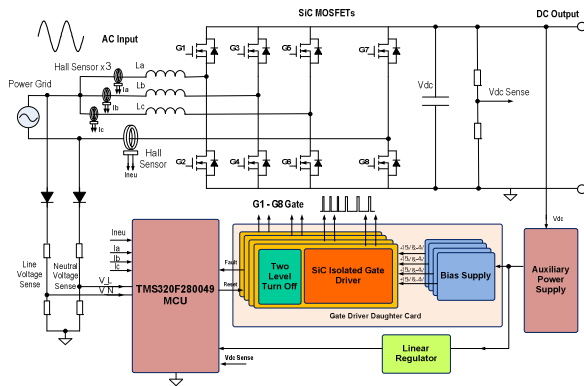 SiC MOSFETs
DC Output
AC Input
G1
G3
G5
G7
Hall Sensor x3
La
Ia
Lb
Ib
Lc
Ic
Power Grid
Vdc
Vdc Sense
Hall
Sensor
Ineu
G2
G4
G6
G8
G1 - G8 Gate
Vdc
Ineu
Ia
Ib
Ic
Line
Voltage
Sense
Neutral
Voltage
Sense
V_L
V_N
TMS320F280049
MCU
Fault
Reset
Two
Level
Turn Off
SiC Isolated Gate
Driver
Bias Supply
Gate Driver Daughter Card
Auxiliary
Power
Supply
Linear
Regulator
Vdc Sense